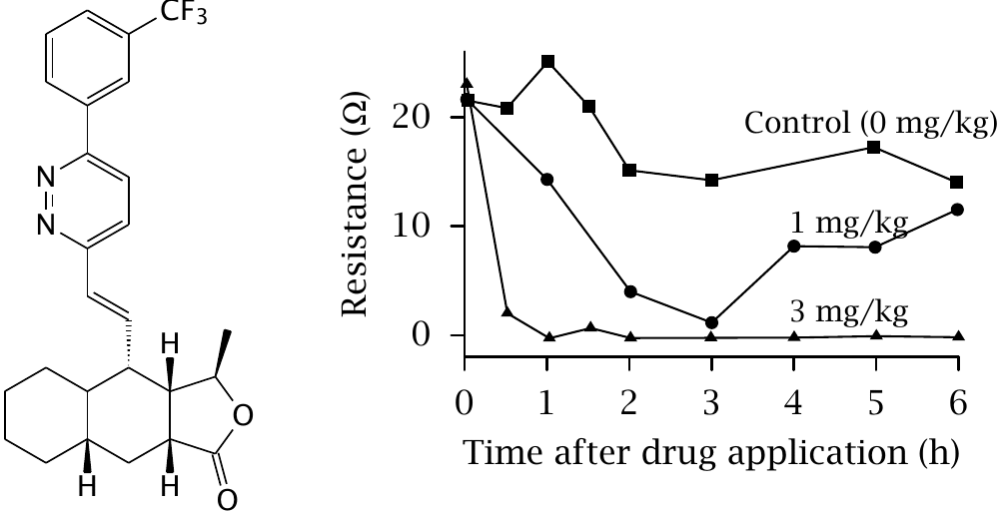 CF3
N
N
H
H
H
O
O
Resistance (Ω)
20
10
0
Control (0 mg/kg)
1 mg/kg
3 mg/kg
0 1 2 3 4 5 6
Time after drug application (h)